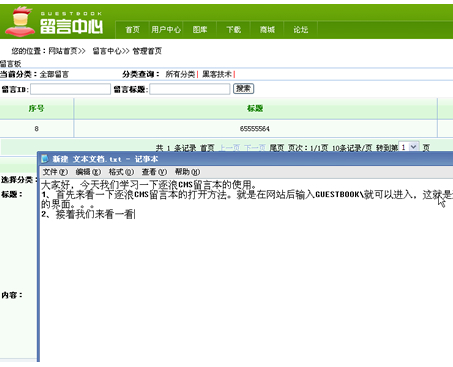 GUESTBOOK
留言中心
首页 用户中心 图库 下载 商城 论坛
您的位置：网站首页>> 留言中心>> 管理首页
留言板
当前分类：全部留言 分类查询： 所有分类| 黑客技术|
留言ID: 留言标题: 搜索
序号 标题
8 65555564
共 1 条记录 首页 上一页 下一页 尾页 页次：1/1页 10条记录/页 转到第 1 页
新建 文本文档.txt - 记事本
文件(F) 编辑(E) 格式(O) 查看(V) 帮助(H)
选择分类：
大家好，今天我们学习一下逐浪CMS留言本的使用。
标题：
1、首先来看一下逐浪CMS留言本的打开方法。就是在网站后输入GUESTBOOK\就可以进入，这就是
的界面。。。
2、接着我们来看一看
内容：